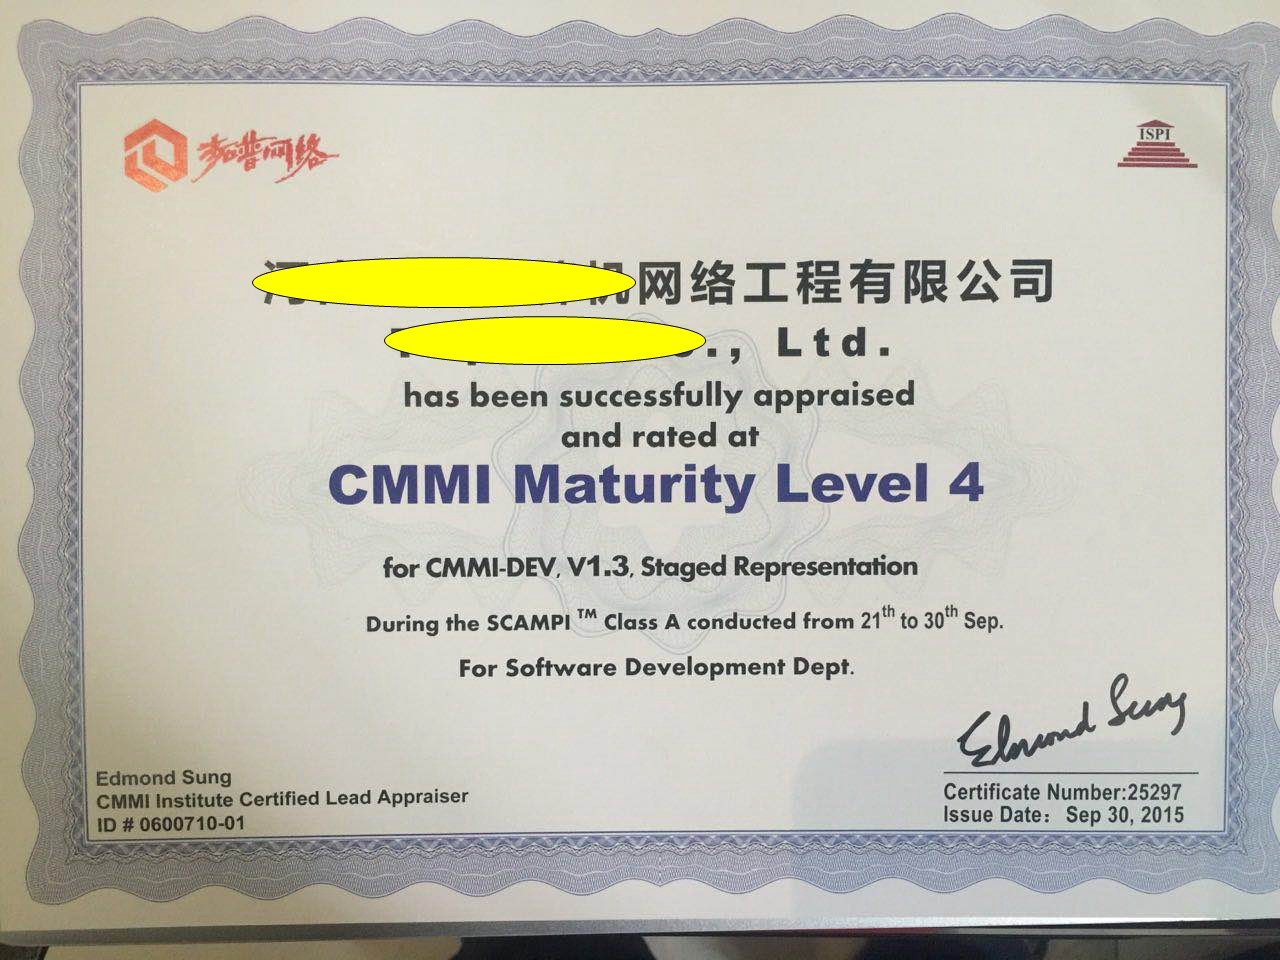 拓普网络
ISPI
网络工程有限公司
., Ltd.
has been successfully appraised
and rated at
CMMI Maturity Level 4
for CMMI-DEV, V1.3, Staged Representation
During the SCAMPI™ Class A conducted from 21th to 30th Sep.
For Software Development Dept.
Edmond Sung
Edmond Sung
CMMI Institute Certified Lead Appraiser
ID # 0600710-01
Certificate Number:25297
Issue Date： Sep 30, 2015